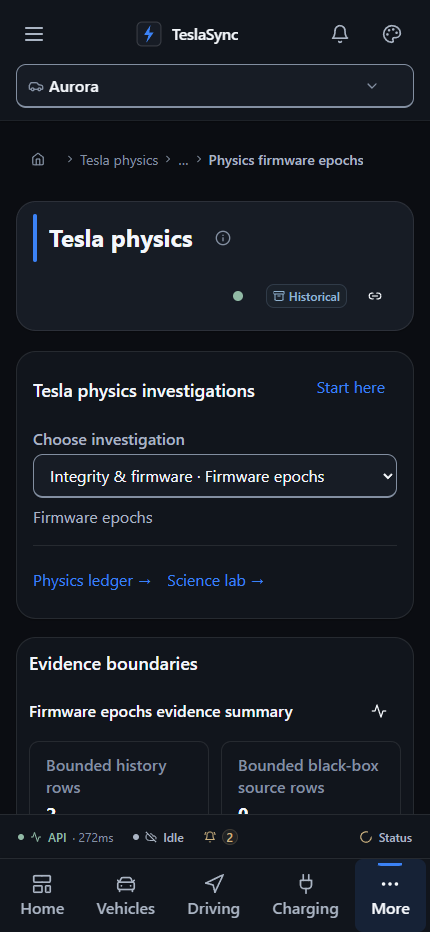 TeslaSync
Aurora
Tesla physics
...
Physics firmware epochs
Tesla physics
Historical
Tesla physics investigations
Start here
Choose investigation
Integrity & firmware · Firmware epochs
Firmware epochs
Physics ledger →
Science lab →
Evidence boundaries
Firmware epochs evidence summary
Bounded history
rows
Bounded black-box
source rows
API · 272ms
Idle
2
Status
Home
Vehicles
Driving
Charging
More